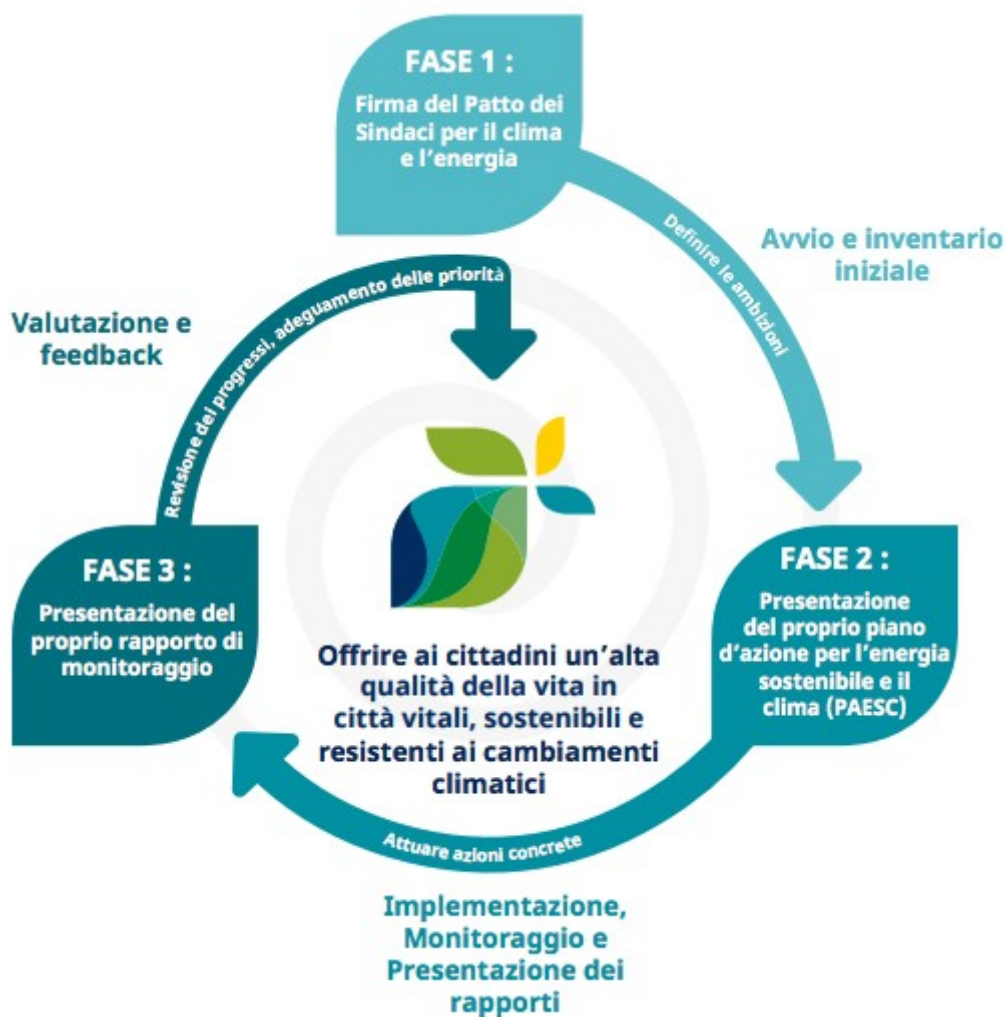 FASE 1 :
Firma del Patto dei
Sindaci per il clima
e l'energia
Definire le ambizioni
Avvio e inventario
iniziale
FASE 2 :
Presentazione
del proprio piano
d'azione per l'energia
sostenibile e il
clima (PAESC)
Attuare azioni concrete
Implementazione,
Monitoraggio e
Presentazione dei
rapporti
FASE 3 :
Presentazione del
proprio rapporto di
monitoraggio
Revisione dei progressi, adeguamento delle priorità
Valutazione e
feedback
Offrire ai cittadini un'alta
qualità della vita in
città vitali, sostenibili e
resistenti ai cambiamenti
climatici